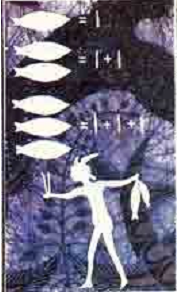 = |
= | + |
= | + | + |